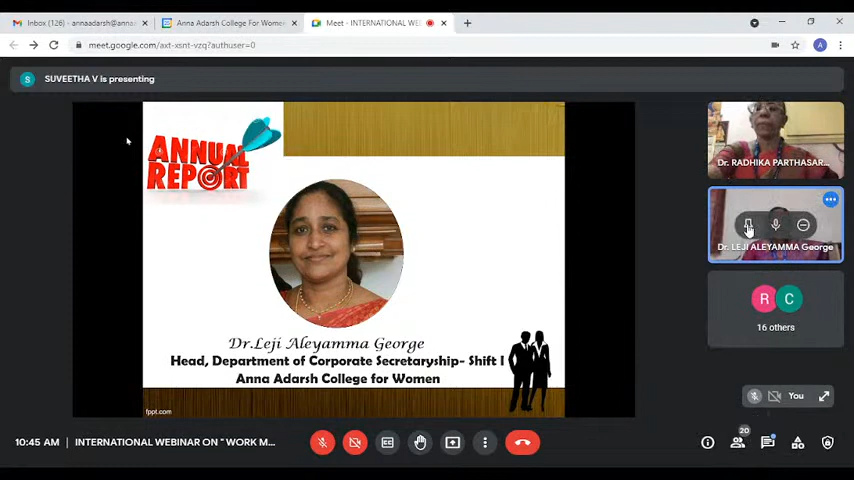 Inbox (126) - annaadarsh@anna
Anna Adarsh College For Women
Meet - INTERNATIONAL WE
meet.google.com/axt-xsnt-vzq?authuser=0
S SUVEETHA V is presenting
ANNUAL
REPORT
Dr.Leji Aleyamma George
Head, Department of Corporate Secretaryship- Shift I
Anna Adarsh College for Women
fppt.com
Dr. RADHIKA PARTHASAR...
Dr. LEJI ALEYAMMA George
R C
16 others
You
10:45 AM | INTERNATIONAL WEBINAR ON " WORK M...
20